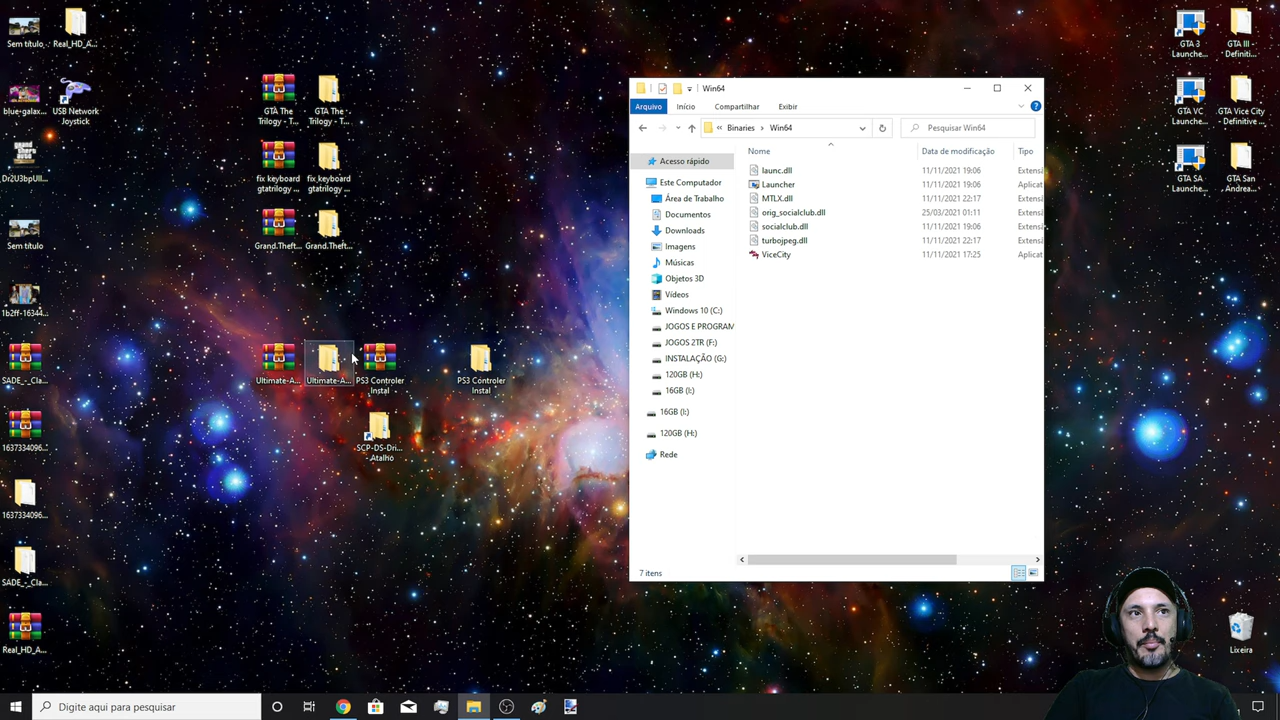 Sem título
Real_HD_A...
blue-galax...
USB Network
Joystick
DrZU3bpUII...
Sem título
1b2ff-16344...
SADE_-_Cla...
1637334096...
1637334096...
SADE_-_Cla...
Real_HD_A...
GTA The
Trilogy - ...
GTA The
Trilogy - ...
fix keyboard
gtatrilogy - ...
fix keyboard
gtatrilogy - ...
Grand.Theft...
Grand.Theft...
Ultimate-A...
Ultimate-A...
PS3 Controler
Instal
PS3 Controler
Instal
SCP-DS-Dri...
- Atalho
Win64
Arquivo
Início
Compartilhar
Exibir
Binaries
Win64
Pesquisar Win64
Acesso rápido
Este Computador
Área de Trabalho
Documentos
Downloads
Imagens
Músicas
Objetos 3D
Vídeos
Windows 10 (C:)
JOGOS E PROGRAM
JOGOS 2TR (F:)
INSTALAÇÃO (G:)
120GB (H:)
16GB (I:)
16GB (I:)
120GB (H:)
Rede
Nome Data de modificação Tipo
launc.dll 11/11/2021 19:06 Extensã
Launcher 11/11/2021 19:06 Aplicat
MTLX.dll 11/11/2021 22:17 Extensã
orig_socialclub.dll 25/03/2021 01:11 Extensã
socialclub.dll 11/11/2021 19:06 Extensã
turbojpeg.dll 11/11/2021 22:17 Extensã
ViceCity 11/11/2021 17:25 Aplicat
7 itens
GTA 3
Launche...
GTA III -
Definiti...
GTA VC
Launche...
GTA Vice City
- Definitive ...
GTA SA
Launche...
GTA San
Andrea...
Lixeira
Digite aqui para pesquisar